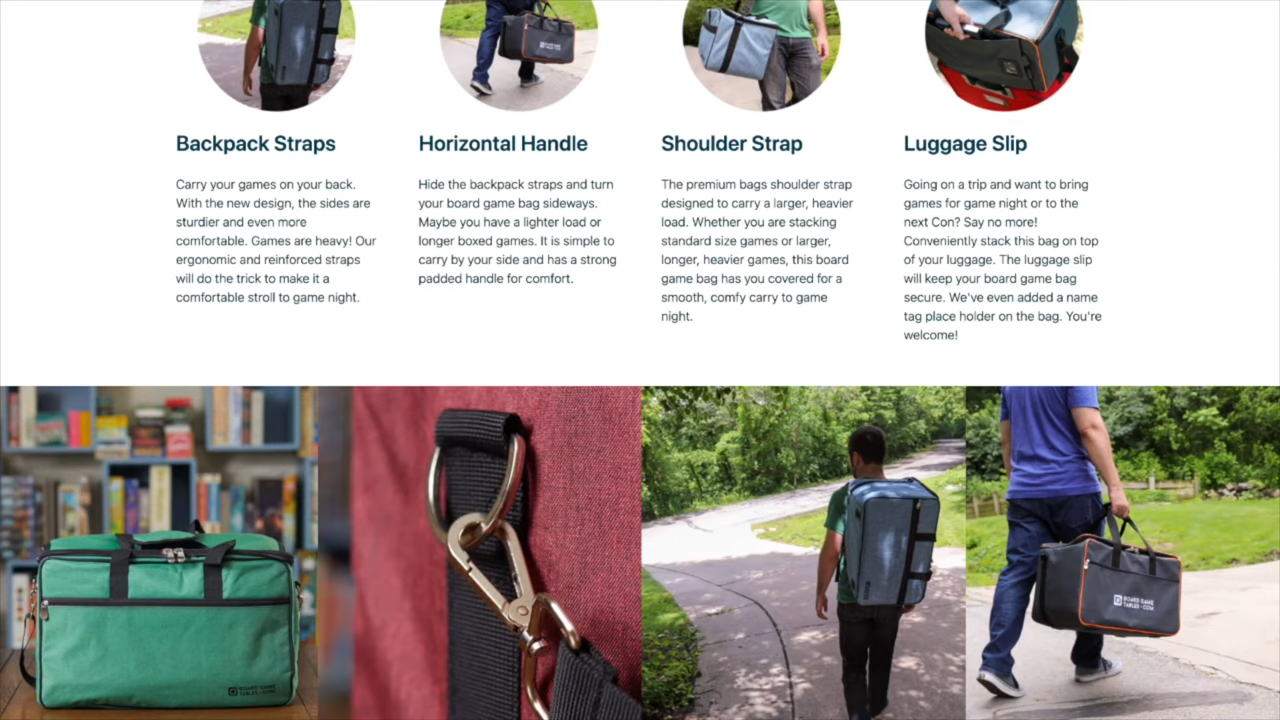 Backpack Straps
Carry your games on your back.
With the new design, the sides are
sturdier and even more
comfortable. Games are heavy! Our
ergonomic and reinforced straps
will do the trick to make it a
comfortable stroll to game night.
Horizontal Handle
Hide the backpack straps and turn
your board game bag sideways.
Maybe you have a lighter load or
longer boxed games. It is simple to
carry by your side and has a strong
padded handle for comfort.
Shoulder Strap
The premium bags shoulder strap
designed to carry a larger, heavier
load. Whether you are stacking
standard size games or larger,
longer, heavier games, this board
game bag has you covered for a
smooth, comfy carry to game
night.
Luggage Slip
Going on a trip and want to bring
games for game night or to the
next Con? Say no more!
Conveniently stack this bag on top
of your luggage. The luggage slip
will keep your board game bag
secure. We've even added a name
tag place holder on the bag. You're
welcome!
BOARD GAME
TABLES.COM
BOARD GAME
TABLES.COM